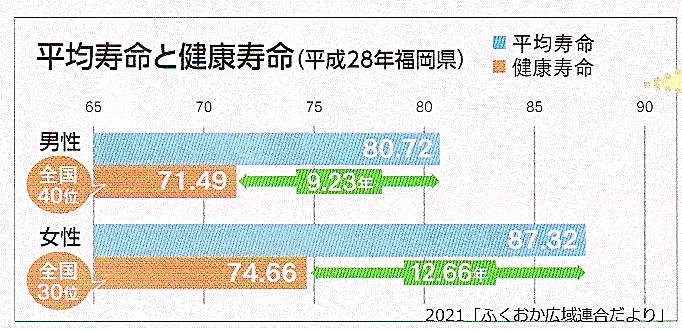 平均寿命と健康寿命(平成28年福岡県)
平均寿命
健康寿命
65 70 75 80 85 90
男性
80.72
全国
40位
71.49
9.23年
女性
87.32
全国
30位
74.66
12.66年
2021「ふくおか広域連合だより」